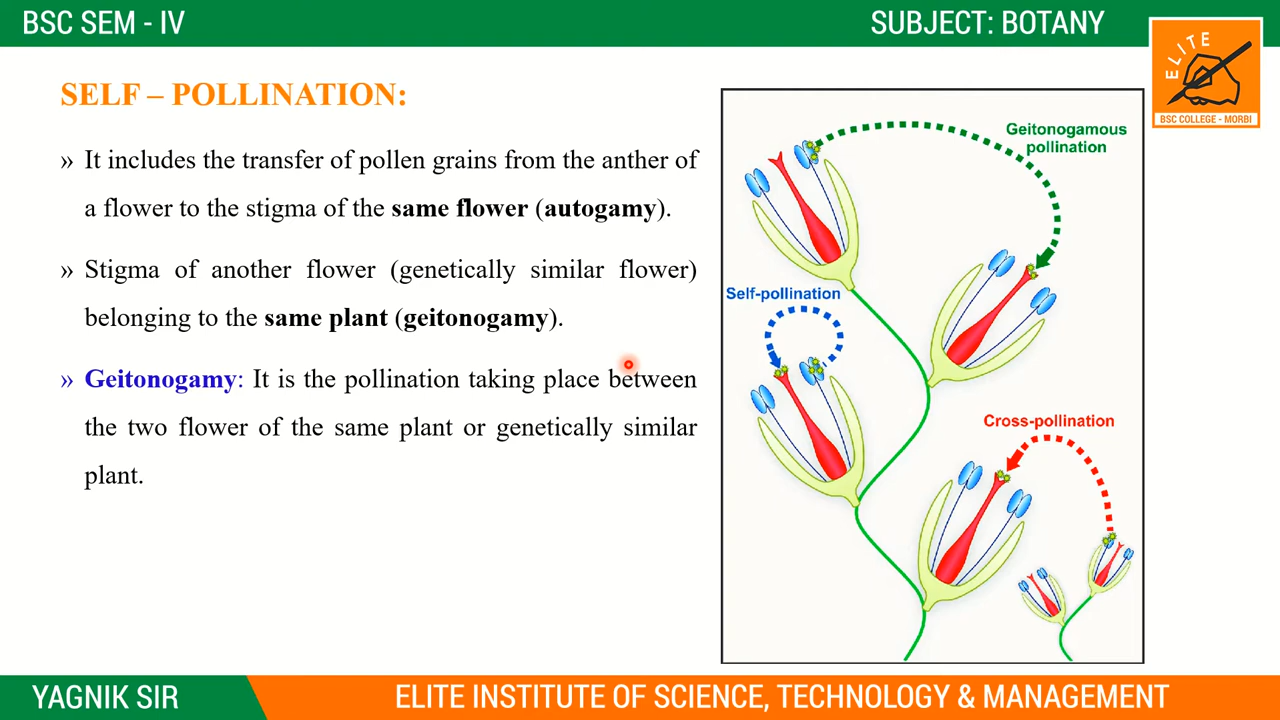 BSC SEM - IV
SUBJECT: BOTANY
ELITE
BSC COLLEGE - MORBI
SELF – POLLINATION:
» It includes the transfer of pollen grains from the anther of
a flower to the stigma of the same flower (autogamy).
» Stigma of another flower (genetically similar flower)
belonging to the same plant (geitonogamy).
» Geitonogamy: It is the pollination taking place between
the two flower of the same plant or genetically similar
plant.
Geitonogamous
pollination
Self-pollination
Cross-pollination
YAGNIK SIR
ELITE INSTITUTE OF SCIENCE, TECHNOLOGY & MANAGEMENT